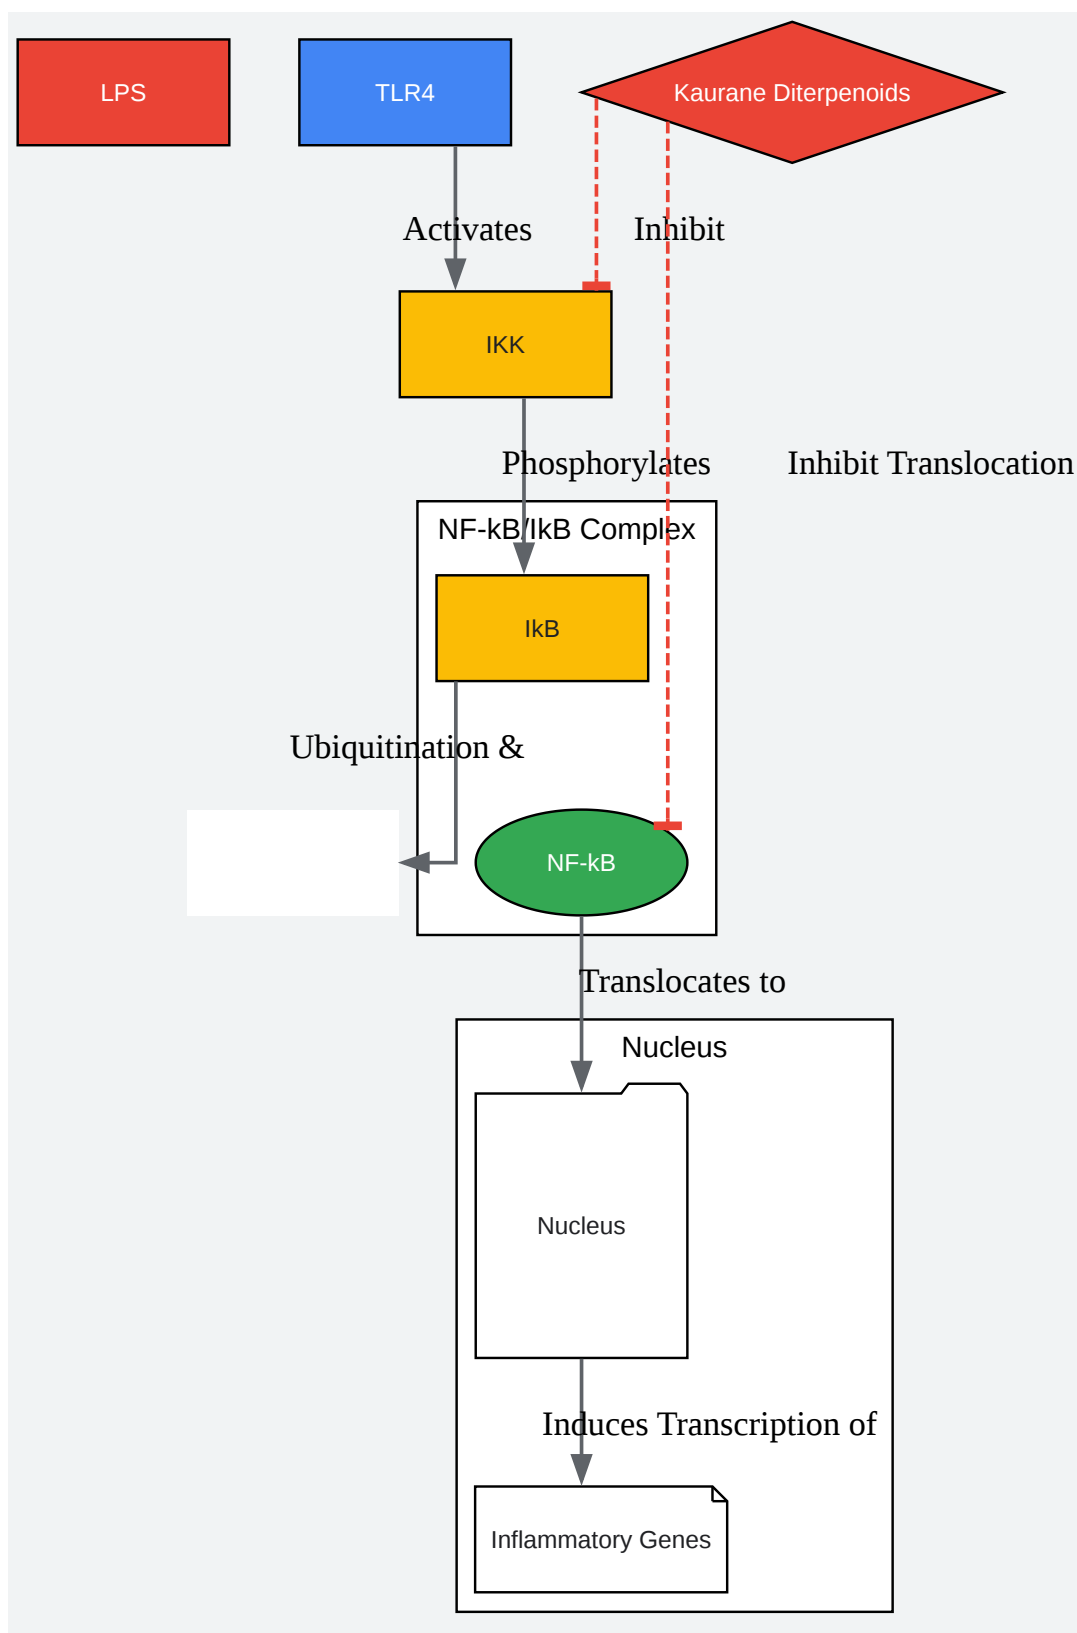 LPS
TLR4
Kaurane Diterpenoids
Activates
Inhibit
IKK
Phosphorylates
Inhibit Translocation
NF-kB/IkB Complex
IkB
Ubiquitination &
NF-kB
Translocates to
Nucleus
Nucleus
Induces Transcription of
Inflammatory Genes